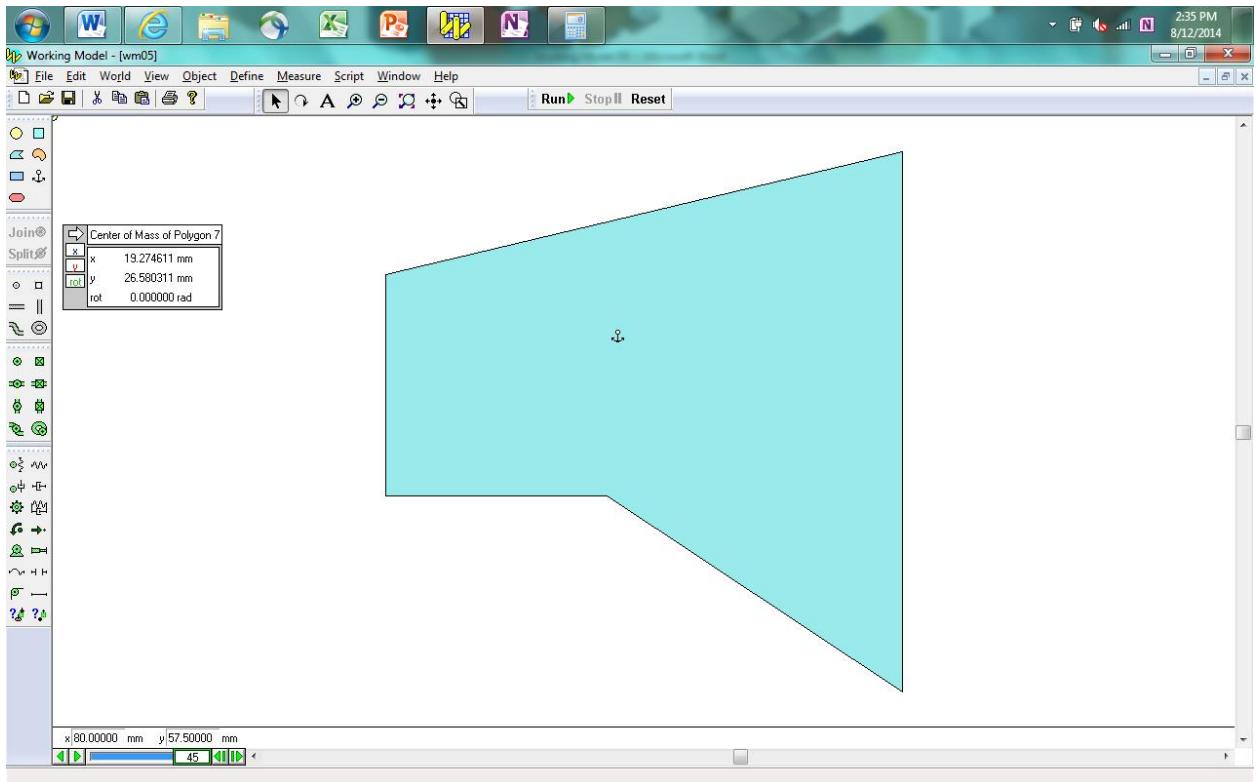 2:35 PM
8/12/2014
Working Model - [wm05]
File Edit World View Object Define Measure Script Window Help
Run Stop Reset
Join
Split
Center of Mass of Polygon 7
x x 19.274611 mm
y y 26.580311 mm
rot rot 0.000000 rad
x 80.00000 mm y 57.50000 mm
45